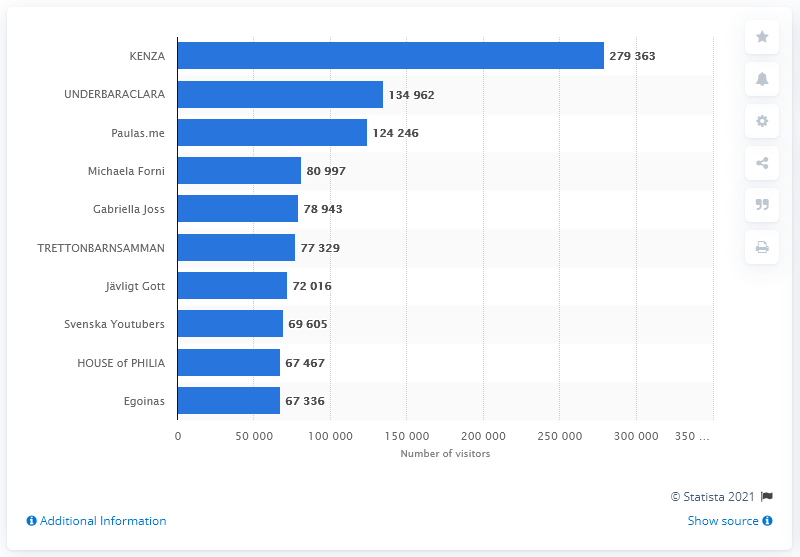 KENZA 279 363
UNDERBARACLARA 134 962
Paulas.me 124 246
Michaela Forni 80 997
Gabriella Joss 78 943
TRETTONBARNSAMMAN 77 329
Jävligt Gott 72 016
Svenska Youtubers 69 605
HOUSE of PHILIA 67 467
Egoinas 67 336
0 50 000 100 000 150 000 200 000 250 000 300 000 350 ...
Number of visitors
© Statista 2021
Additional Information Show source